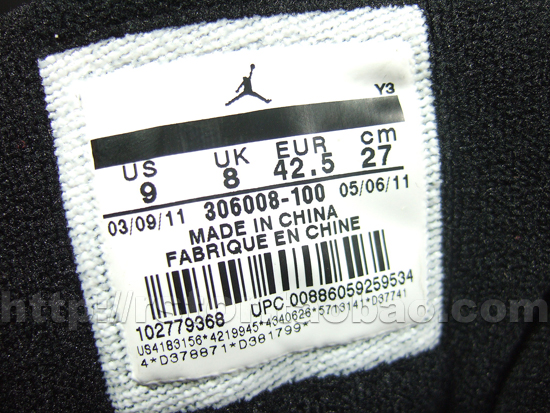 Y3
US UK EUR cm
9 8 42.5 27
03/09/11 306008-100 05/06/11
MADE IN CHINA
FABRIQUE EN CHINE
102779368 UPC 00886059259534
US4183156*4219945*4340626*5713141*D37741
4*D378871*D381799*